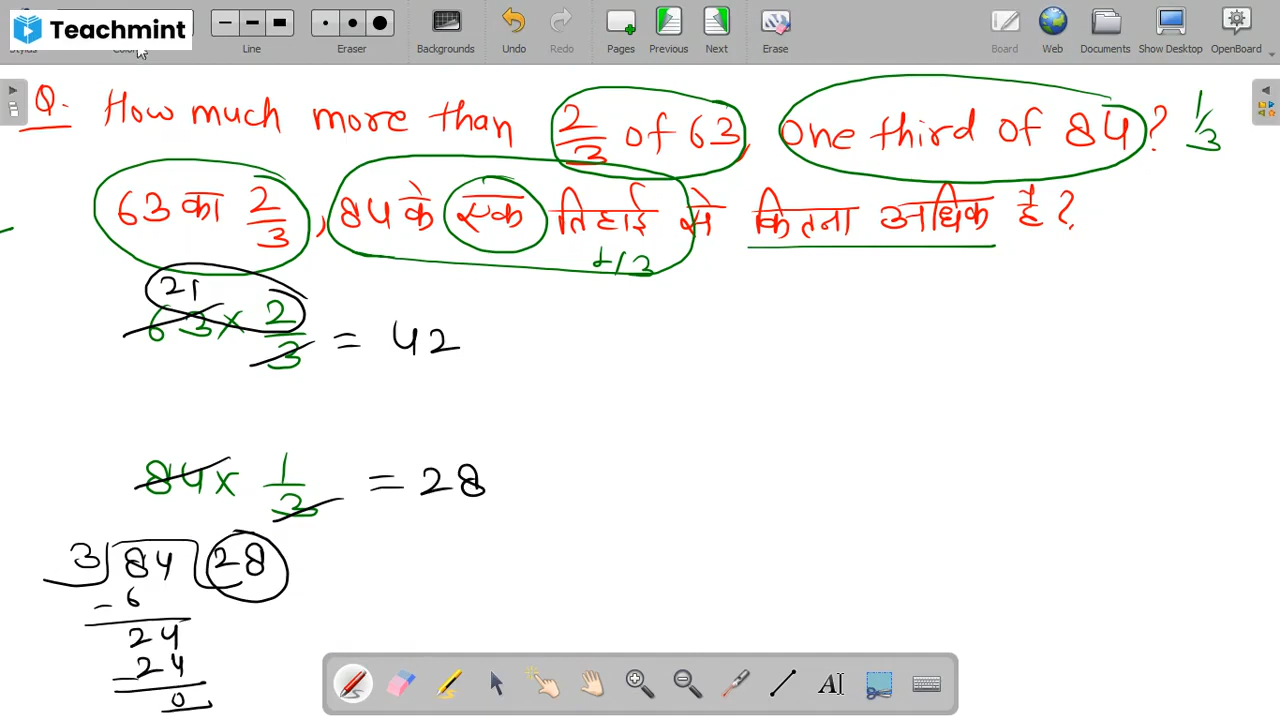 Teachmint
Line
Eraser
Backgrounds
Undo
Redo
Pages
Previous
Next
Erase
Board
Web
Documents
Show Desktop
OpenBoard
Q. How much more than 2/3 of 63, one third of 84? 1/3
63 का 2/3, 84 के एक तिहाई से कितना अधिक है?
21
63 x 2/3 = 42
84 x 1/3 = 28
3 84 28
- 6
24
- 24
0